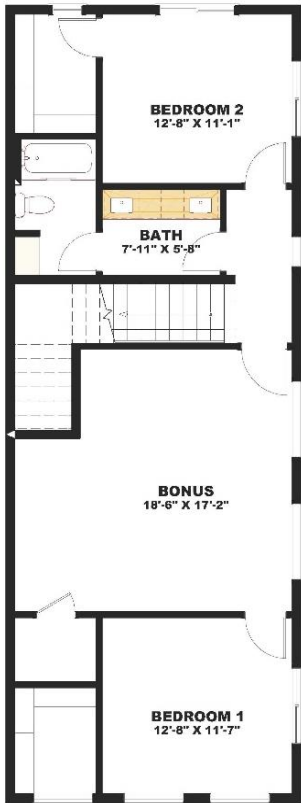 BEDROOM 2
12'-8" X 11'-1"
BATH
7'-11" X 5'-8"
BONUS
18'-6" X 17'-2"
BEDROOM 1
12'-8" X 11'-7"